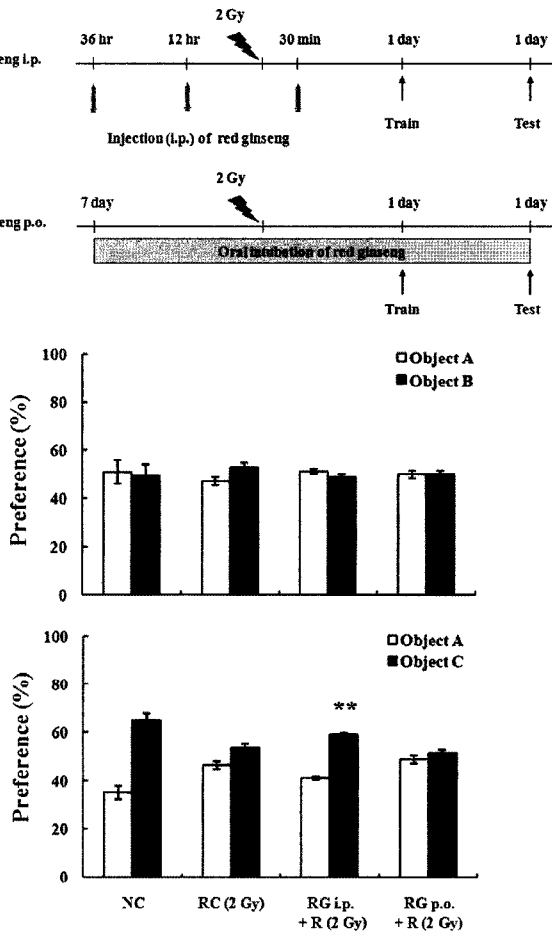 2 Gy
36 hr 12 hr 30 min 1 day 1 day
i.p.
Injection (i.p.) of red ginseng Train Test
2 Gy
7 day 1 day 1 day
p.o.
Oral intubation of red ginseng
Train Test
100
80
60
40
20
0
Preference (%)
Object A
Object B
100
80
60
40
20
0
Preference (%)
Object A
Object C
**
NC RC (2 Gy) RG i.p. RG p.o.
+ R (2 Gy) + R (2 Gy)